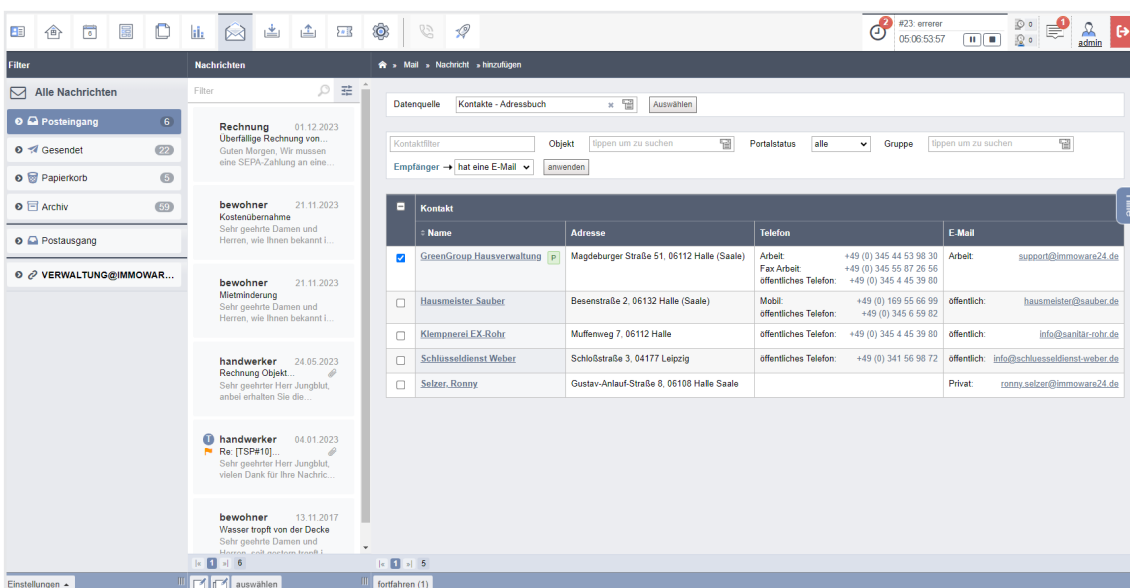 6
2
#23: errerer
05:06:53:57
0
0
1
admin
Filter
Nachrichten
» Mail » Nachricht » hinzufügen
Alle Nachrichten
Posteingang 6
Gesendet 22
Papierkorb 5
Archiv 59
Postausgang
VERWALTUNG@IMMOWAR...
Filter
Rechnung 01.12.2023
Überfällige Rechnung von...
Guten Morgen, Wir mussen
eine SEPA-Zahlung an eine...
bewohner 21.11.2023
Kostenübernahme
Sehr geehrte Damen und
Herren, wie Ihnen bekannt i...
bewohner 21.11.2023
Mietminderung
Sehr geehrte Damen und
Herren, wie Ihnen bekannt i...
handwerker 24.05.2023
Rechnung Objekt...
Sehr geehrter Herr Jungblut,
anbei erhalten Sie die...
T handwerker 04.01.2023
Re: [TSP#10]...
Sehr geehrter Herr Jungblut,
vielen Dank für Ihre Nachric...
bewohner 13.11.2017
Wasser tropft von der Decke
Sehr geehrte Damen und
Herren, seit gestern tropft i
1 6
Datenquelle Kontakte - Adressbuch × Auswählen
Kontaktfilter Objekt tippen um zu suchen Portalstatus alle Gruppe tippen um zu suchen
Empfänger → hat eine E-Mail anwenden
Kontakt
Name Adresse Telefon E-Mail
GreenGroup Hausverwaltung P Magdeburger Straße 51, 06112 Halle (Saale) Arbeit: +49 (0) 345 44 53 98 30 Arbeit: support@immoware24.de
Fax Arbeit: +49 (0) 345 55 87 26 56
öffentliches Telefon: +49 (0) 345 4 45 39 80
Hausmeister Sauber Besenstraße 2, 06132 Halle (Saale) Mobil: +49 (0) 169 55 66 99 öffentlich: hausmeister@sauber.de
öffentliches Telefon: +49 (0) 345 6 59 82
Klempnerei EX-Rohr Muffenweg 7, 06112 Halle öffentliches Telefon: +49 (0) 345 4 45 39 80 öffentlich: info@sanitär-rohr.de
Schlüsseldienst Weber Schloßstraße 3, 04177 Leipzig öffentliches Telefon: +49 (0) 341 56 98 72 öffentlich: info@schluesseldienst-weber.de
Selzer, Ronny Gustav-Anlauf-Straße 8, 06108 Halle Saale Privat: ronny.selzer@immoware24.de
1 5
Einstellungen
auswählen
fortfahren (1)